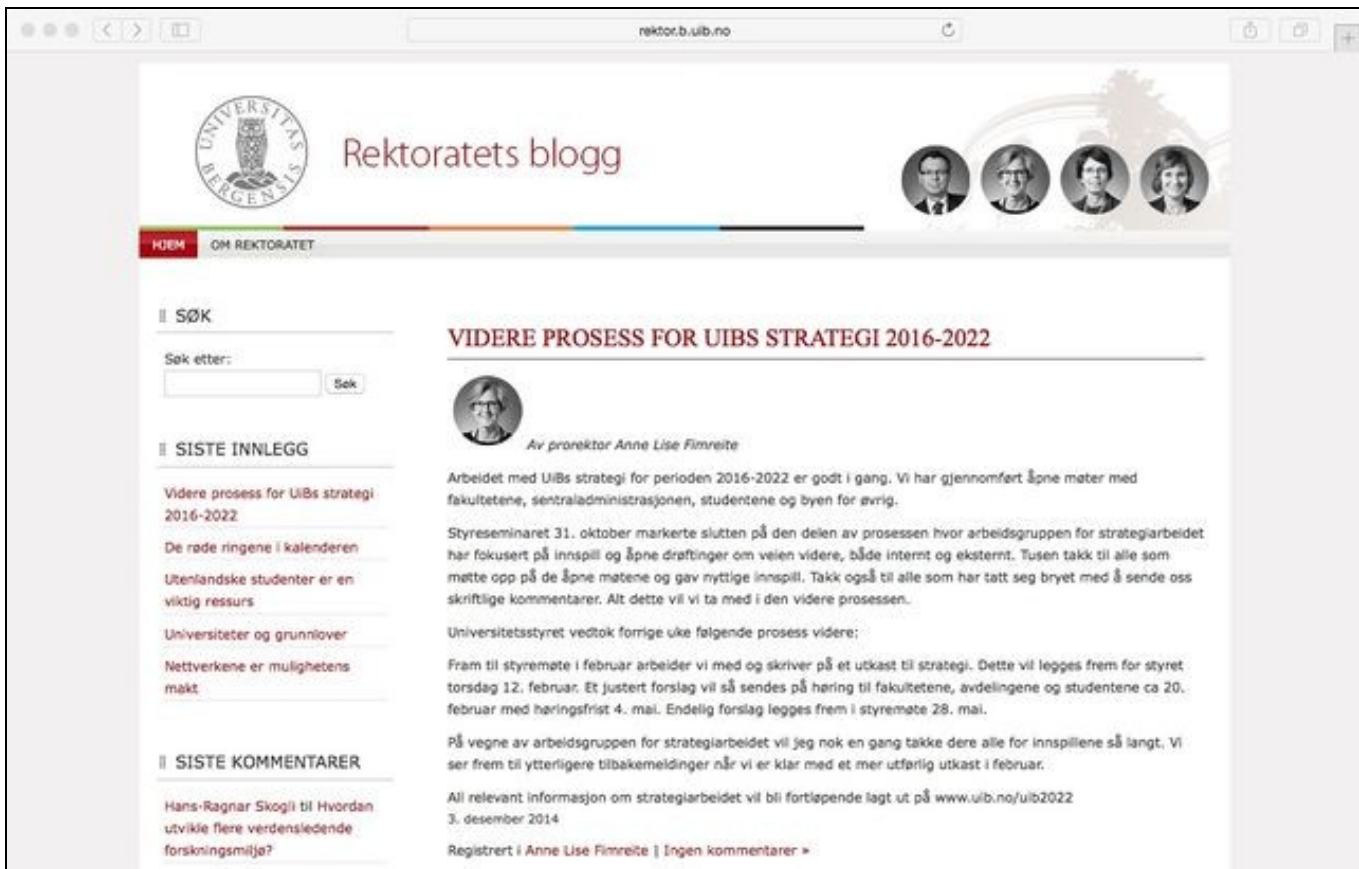 rektor.b.uib.no
UNIVERSITAS BERGENSIS
Rektoratets blogg
HJEM
OM REKTORATET
SØK
Søk etter:
Søk
SISTE INNLEGG
Videre prosess for UiBs strategi
2016-2022
De røde ringene i kalenderen
Utenlandske studenter er en
viktig ressurs
Universiteter og grunnlover
Nettverkene er mulighetens
makt
SISTE KOMMENTARER
Hans-Ragnar Skogli til Hvordan
utvikle flere verdensledende
forskningsmiljø?
VIDERE PROSESS FOR UIBS STRATEGI 2016-2022
Av prorektor Anne Lise Fimreite
Arbeidet med UiBs strategi for perioden 2016-2022 er godt i gang. Vi har gjennomført åpne møter med
fakultetene, sentraladministrasjonen, studentene og byen for øvrig.
Styreseminaret 31. oktober markerte slutten på den delen av prosessen hvor arbeidsgruppen for strategiarbeidet
har fokusert på innspill og åpne drøftinger om veien videre, både internt og eksternt. Tusen takk til alle som
møtte opp på de åpne møtene og gav nyttige innspill. Takk også til alle som har tatt seg bryet med å sende oss
skriftlige kommentarer. Alt dette vil vi ta med i den videre prosessen.
Universitetsstyret vedtok forrige uke følgende prosess videre:
Fram til styremøte i februar arbeider vi med og skriver på et utkast til strategi. Dette vil legges frem for styret
torsdag 12. februar. Et justert forslag vil så sendes på høring til fakultetene, avdelingene og studentene ca 20.
februar med høringsfrist 4. mai. Endelig forslag legges frem i styremøte 28. mai.
På vegne av arbeidsgruppen for strategiarbeidet vil jeg nok en gang takke dere alle for innspillene så langt. Vi
ser frem til ytterligere tilbakemeldinger når vi er klar med et mer utførlig utkast i februar.
All relevant informasjon om strategiarbeidet vil bli fortløpende lagt ut på www.uib.no/uib2022
3. desember 2014
Registrert i Anne Lise Fimreite | Ingen kommentarer »